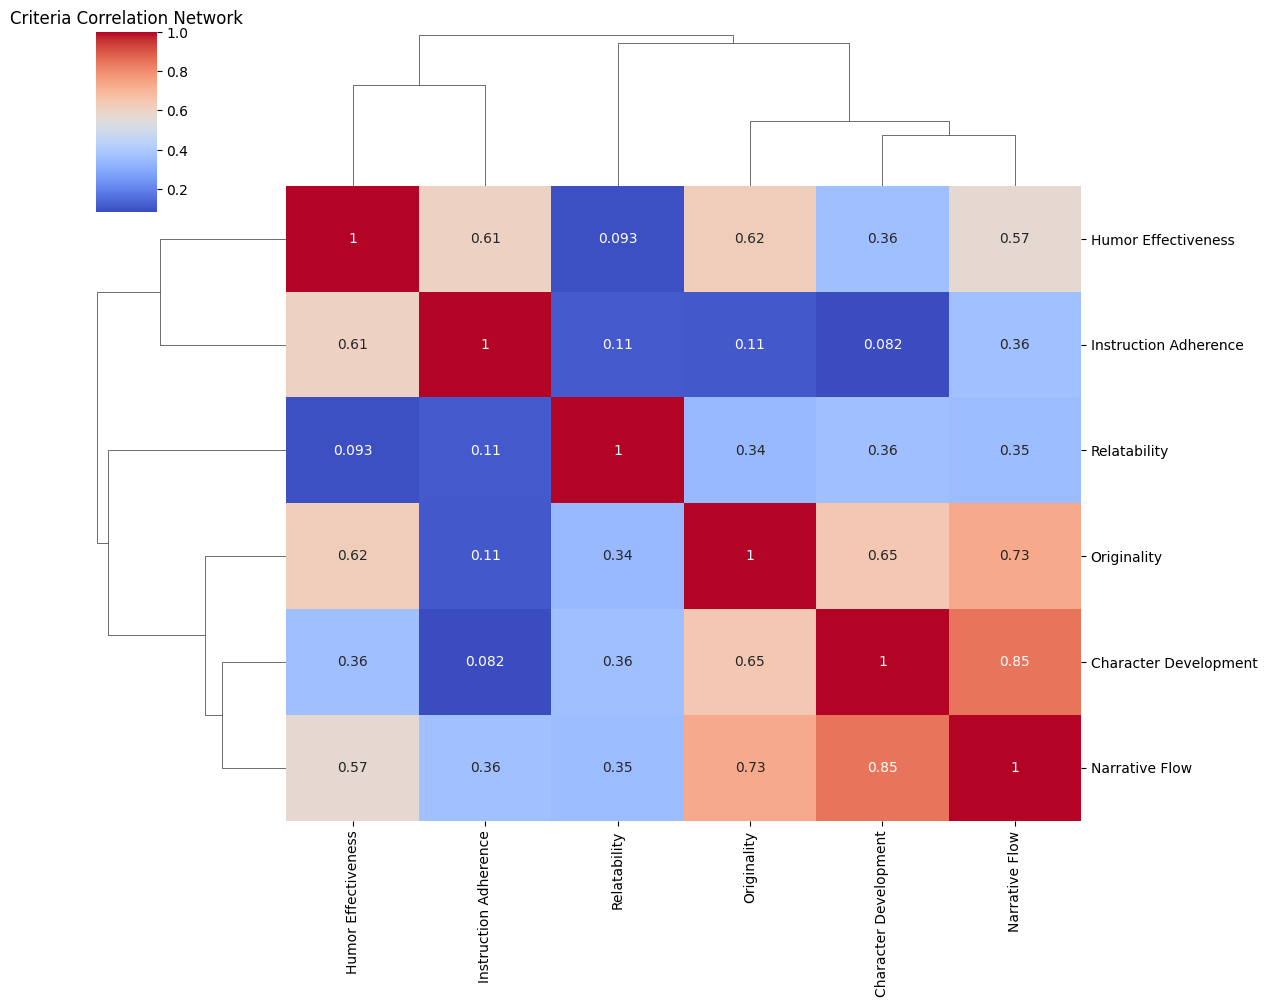 Criteria Correlation Network
1.0
0.8
0.6
0.4
0.2
1 0.61 0.093 0.62 0.36 0.57 Humor Effectiveness
0.61 1 0.11 0.11 0.082 0.36 Instruction Adherence
0.093 0.11 1 0.34 0.36 0.35 Relatability
0.62 0.11 0.34 1 0.65 0.73 Originality
0.36 0.082 0.36 0.65 1 0.85 Character Development
0.57 0.36 0.35 0.73 0.85 1 Narrative Flow
Humor Effectiveness
Instruction Adherence
Relatability
Originality
Character Development
Narrative Flow